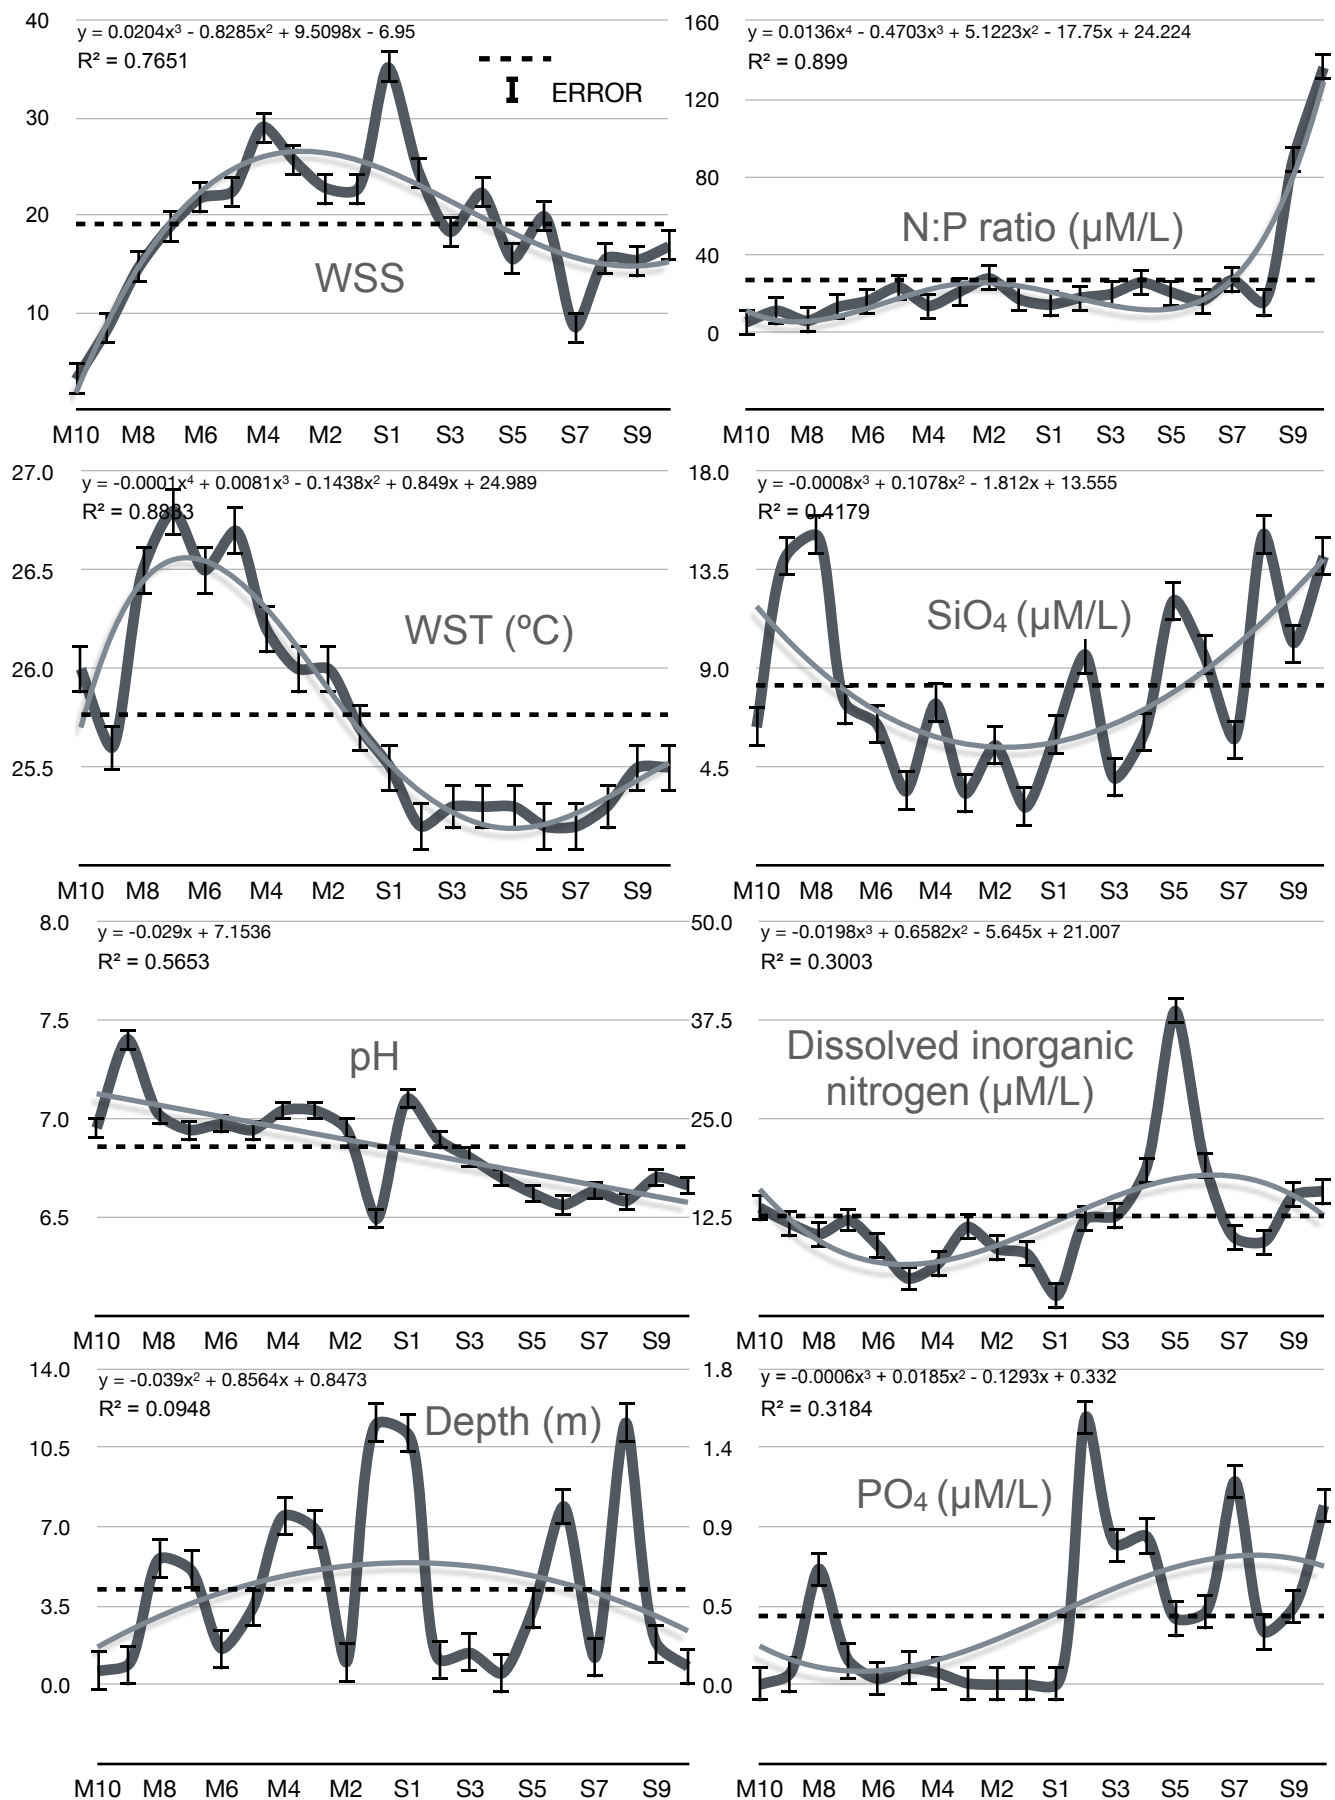 40
y = 0.0204x³ - 0.8285x² + 9.5098x - 6.95
R² = 0.7651
ERROR
30
20
WSS
10
M10 M8 M6 M4 M2 S1 S3 S5 S7 S9
160
y = 0.0136x⁴ - 0.4703x³ + 5.1223x² - 17.75x + 24.224
R² = 0.899
120
80
N:P ratio (µM/L)
40
0
M10 M8 M6 M4 M2 S1 S3 S5 S7 S9
27.0
y = -0.0001x⁴ + 0.0081x³ - 0.1438x² + 0.849x + 24.989
R² = 0.8833
26.5
WST (ºC)
26.0
25.5
M10 M8 M6 M4 M2 S1 S3 S5 S7 S9
18.0
y = -0.0008x³ + 0.1078x² - 1.812x + 13.555
R² = 0.4179
13.5
SiO₄ (µM/L)
9.0
4.5
M10 M8 M6 M4 M2 S1 S3 S5 S7 S9
8.0
y = -0.029x + 7.1536
R² = 0.5653
7.5
pH
7.0
6.5
M10 M8 M6 M4 M2 S1 S3 S5 S7 S9
50.0
y = -0.0198x³ + 0.6582x² - 5.645x + 21.007
R² = 0.3003
37.5
Dissolved inorganic
nitrogen (µM/L)
25.0
12.5
M10 M8 M6 M4 M2 S1 S3 S5 S7 S9
14.0
y = -0.039x² + 0.8564x + 0.8473
R² = 0.0948
Depth (m)
10.5
7.0
3.5
0.0
M10 M8 M6 M4 M2 S1 S3 S5 S7 S9
1.8
y = -0.0006x³ + 0.0185x² - 0.1293x + 0.332
R² = 0.3184
1.4
PO₄ (µM/L)
0.9
0.5
0.0
M10 M8 M6 M4 M2 S1 S3 S5 S7 S9